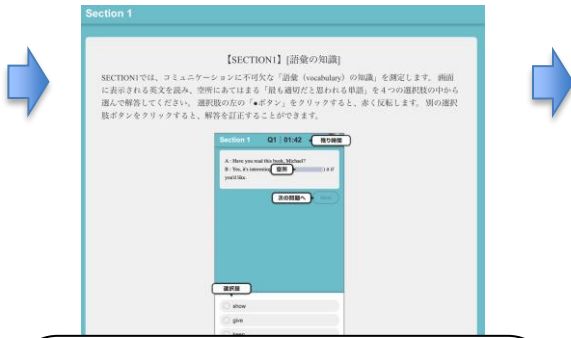 Section 1
【SECTION1】[語彙の知識]
SECTION1では、コミュニケーションに不可欠な「語彙（vocabulary）の知識」を測定します。 画面
に表示される英文を読み、空所にあてはまる「最も適切だと思われる単語」を４つの選択肢の中から
選んで解答してください。 選択肢の左の「●ボタン」をクリックすると、赤く反転します。 別の選択
肢ボタンをクリックすると、解答を訂正することができます。
Section 1 Q1 01:42 残り時間
A : Have you read this book, Michael?
B : Yes, it's interesting 空所 ) it if
you'd like.
次の問題へ Next
選択肢
show
give
keep